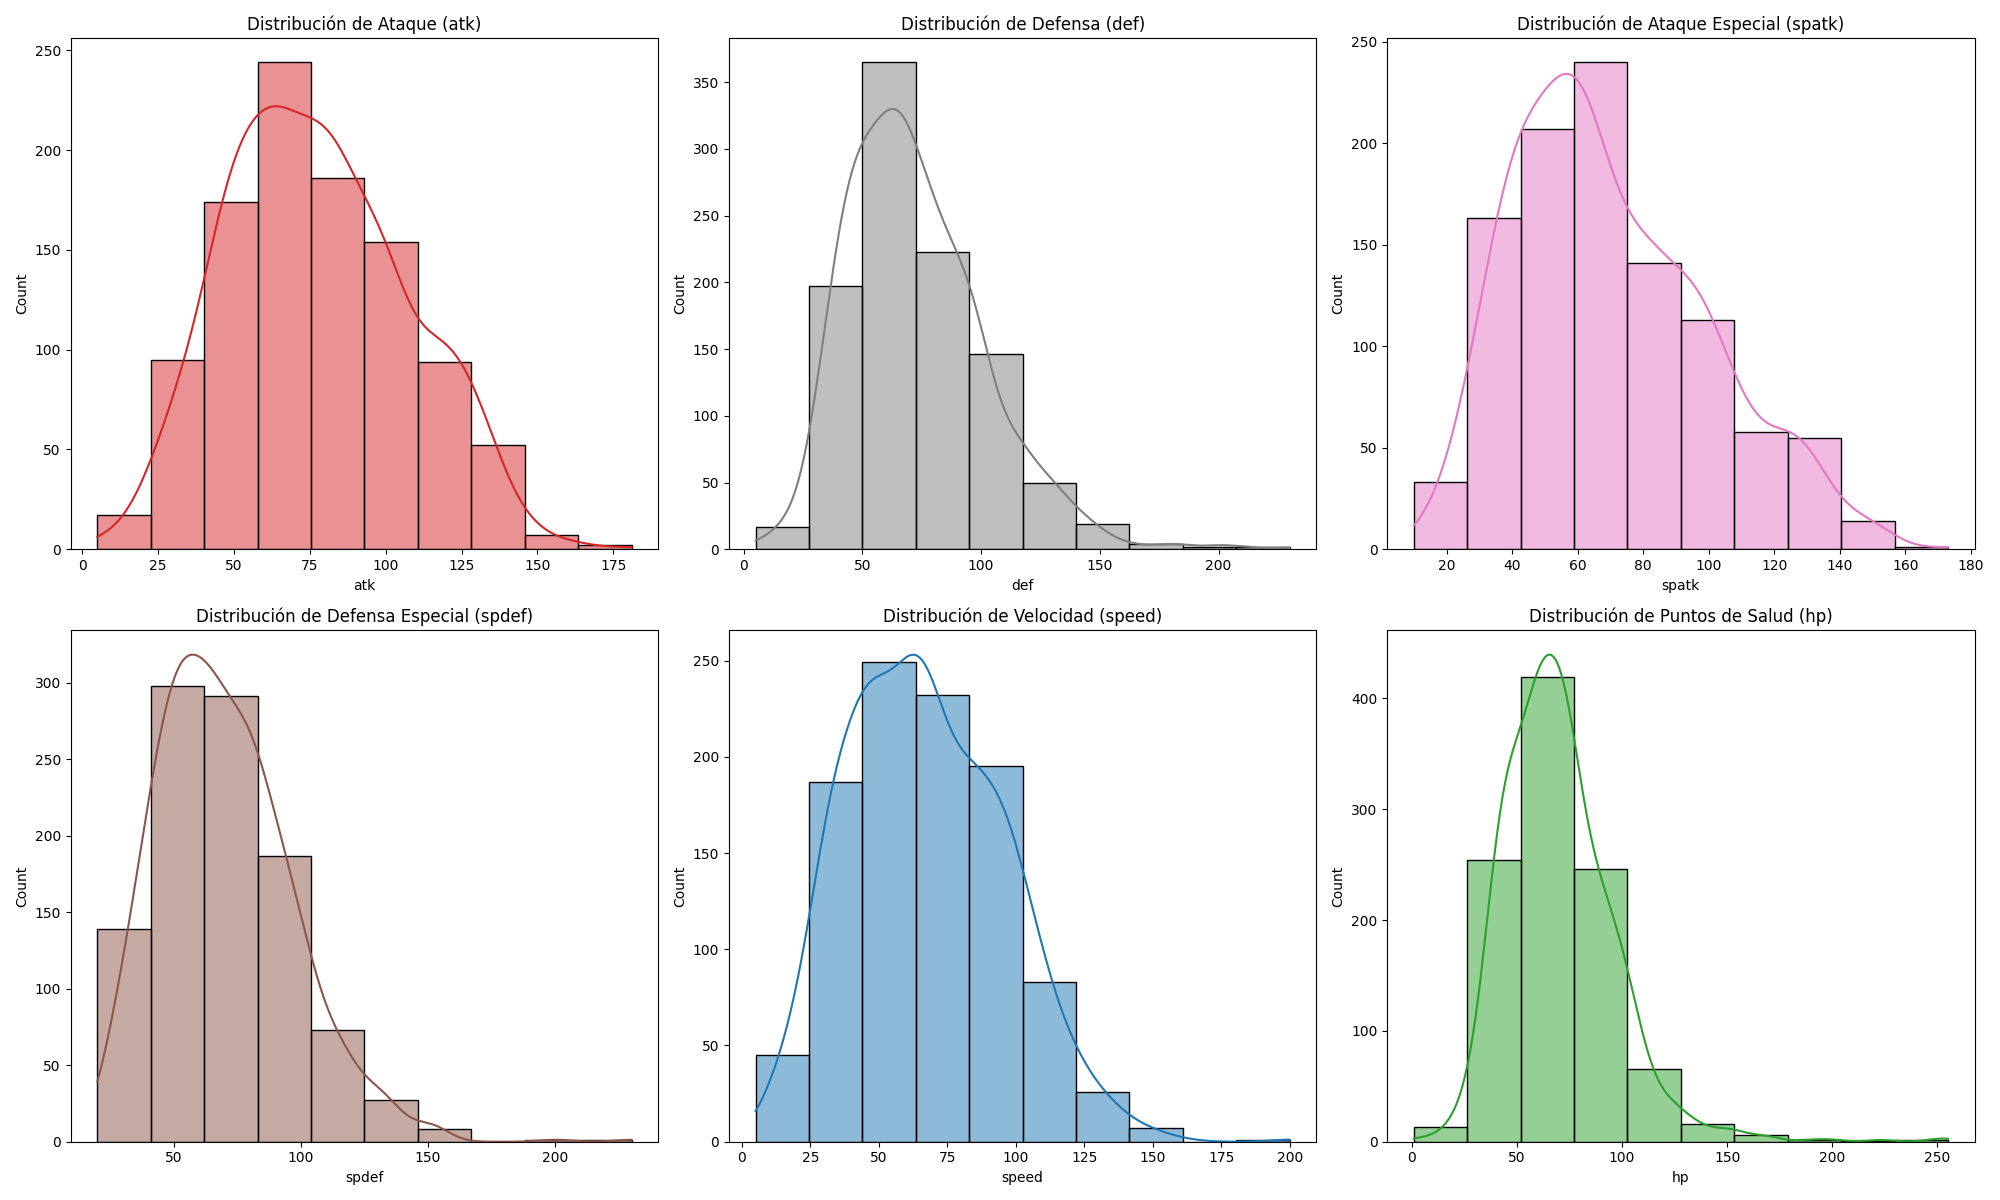 Distribución de Ataque (atk)
250
200
150
100
50
0
Count
0 25 50 75 100 125 150 175
atk
Distribución de Defensa (def)
350
300
250
200
150
100
50
0
Count
0 50 100 150 200
def
Distribución de Ataque Especial (spatk)
250
200
150
100
50
0
Count
20 40 60 80 100 120 140 160 180
spatk
Distribución de Defensa Especial (spdef)
300
250
200
150
100
50
0
Count
50 100 150 200
spdef
Distribución de Velocidad (speed)
250
200
150
100
50
0
Count
0 25 50 75 100 125 150 175 200
speed
Distribución de Puntos de Salud (hp)
400
300
200
100
0
Count
0 50 100 150 200 250
hp